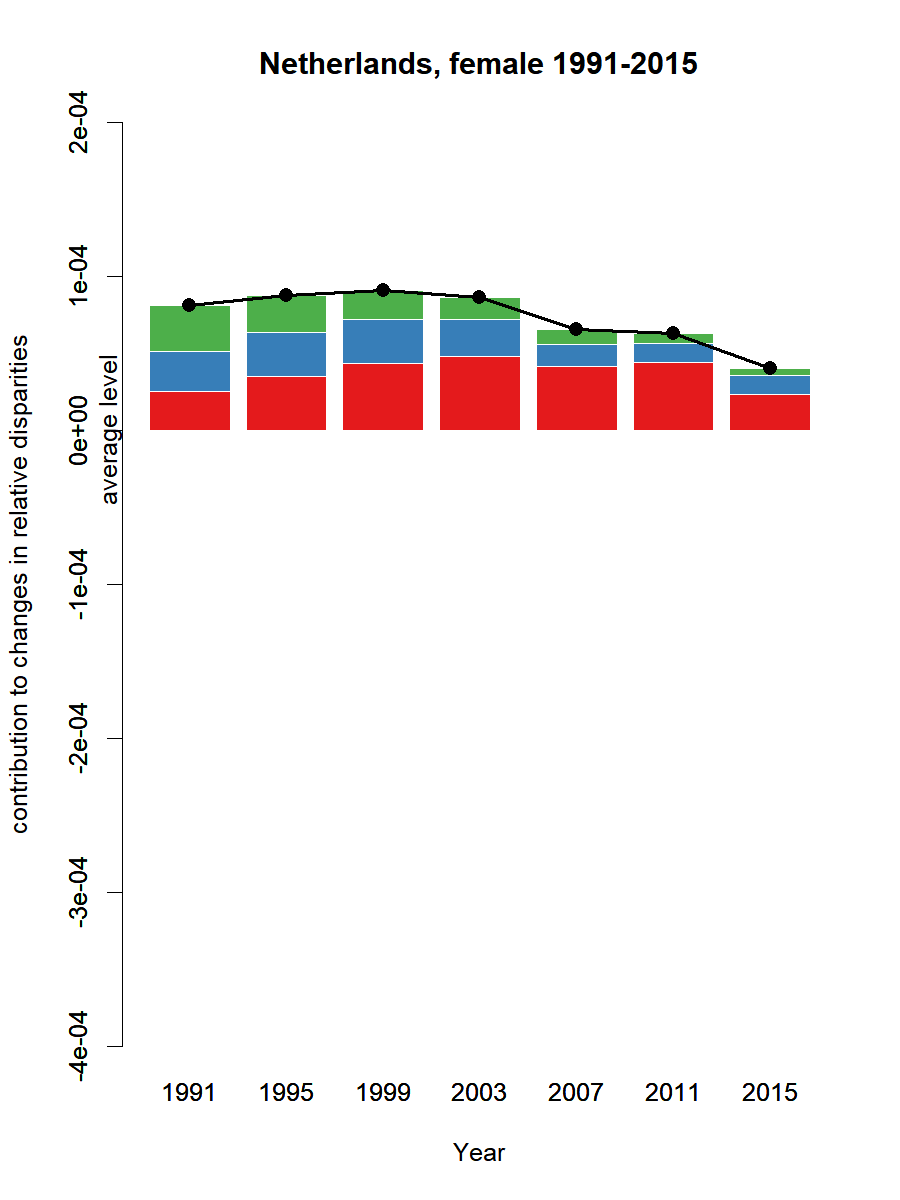 Netherlands, female 1991-2015
contribution to changes in relative disparities
average level
2e-04
1e-04
0e+00
-1e-04
-2e-04
-3e-04
-4e-04
1991 1995 1999 2003 2007 2011 2015
Year